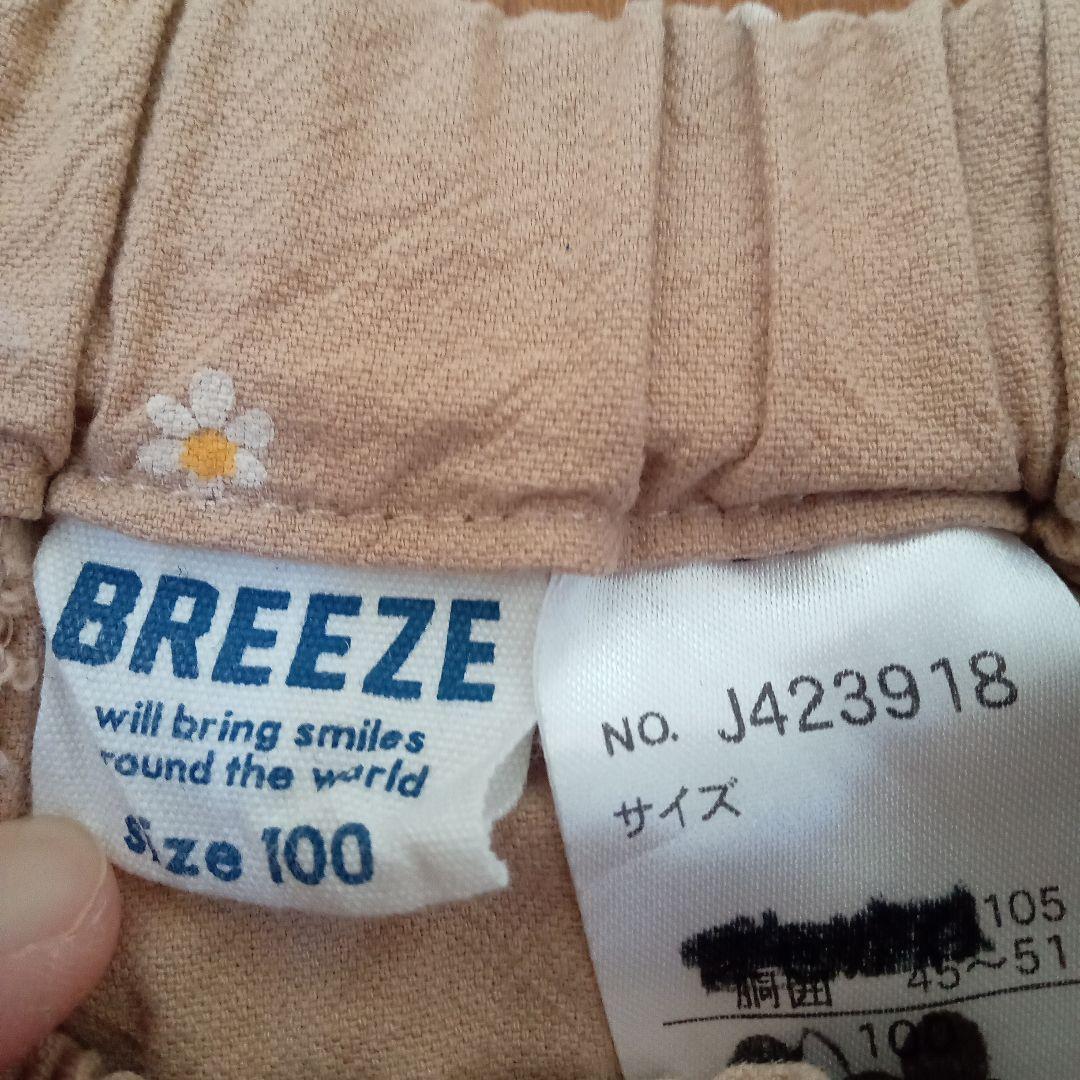 BREEZE
will bring smiles
round the world
Size 100
NO. J423918
サイズ
105
胴囲 45~51
100